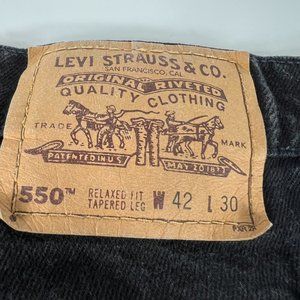 LEVI STRAUSS & CO.
SAN FRANCISCO, CAL
ORIGINAL RIVETED
QUALITY CLOTHING
TRADE MARK
PATENTED IN U.S. MAY 20 1873
550™ RELAXED FIT W 42 L 30
TAPERED LEG